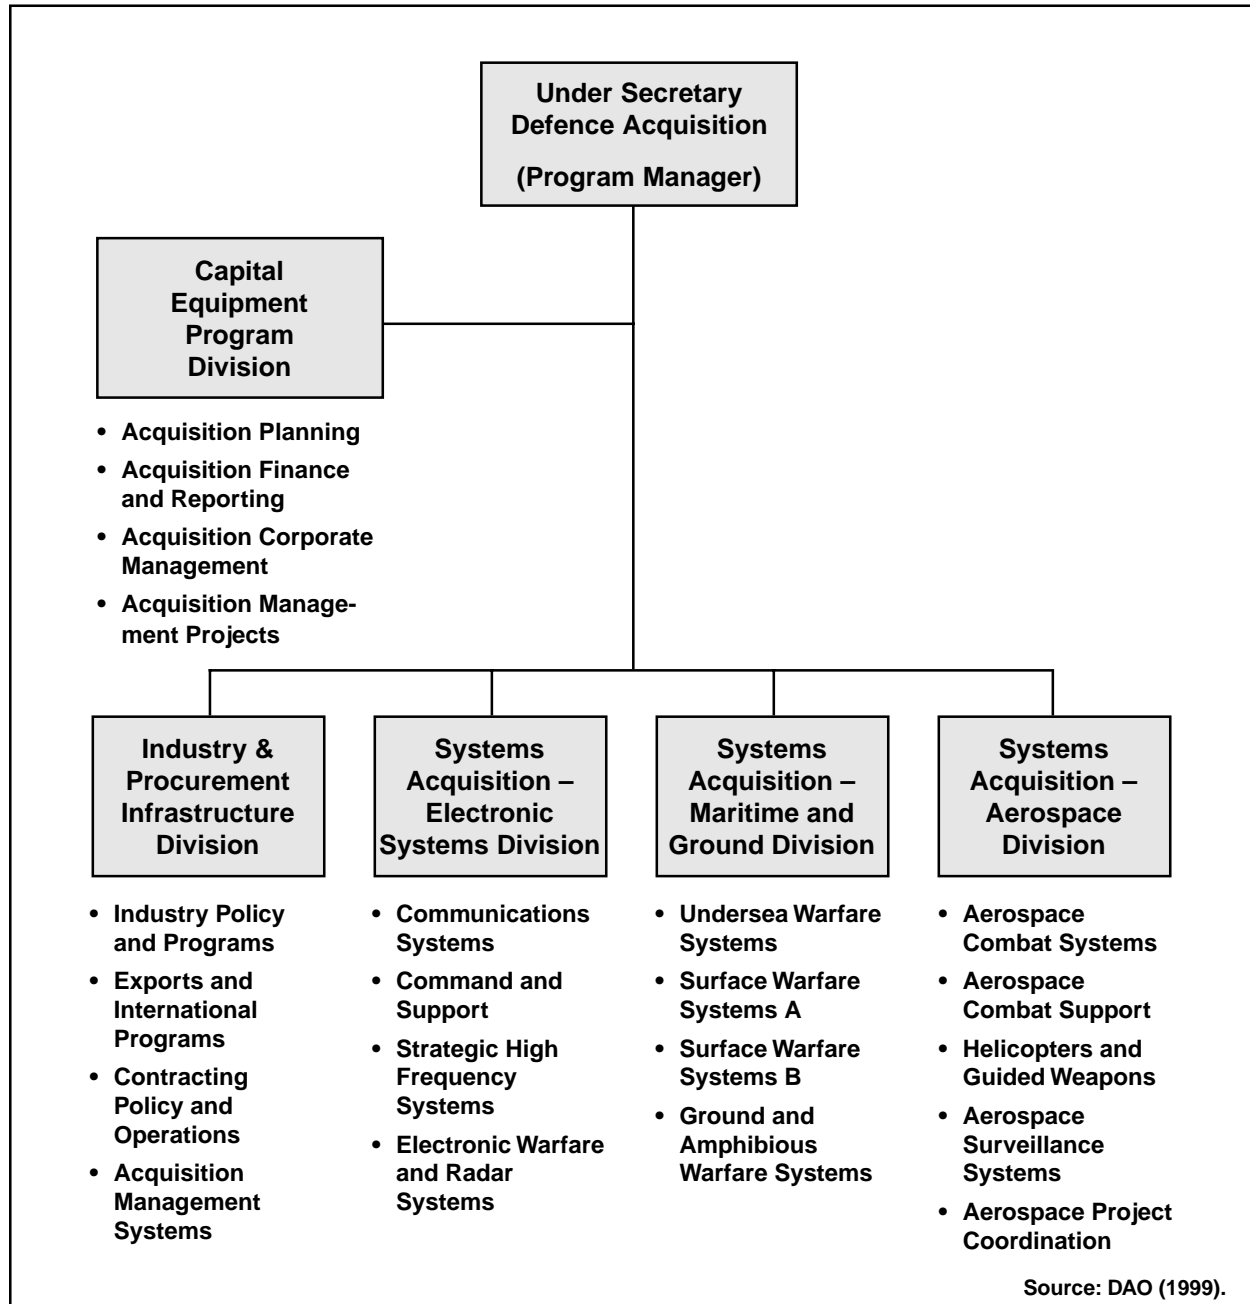 Under Secretary
Defence Acquisition
(Program Manager)
Capital
Equipment
Program
Division
• Acquisition Planning
• Acquisition Finance
and Reporting
• Acquisition Corporate
Management
• Acquisition Manage-
ment Projects
Industry &
Procurement
Infrastructure
Division
• Industry Policy
and Programs
• Exports and
International
Programs
• Contracting
Policy and
Operations
• Acquisition
Management
Systems
Systems
Acquisition –
Electronic
Systems Division
• Communications
Systems
• Command and
Support
• Strategic High
Frequency
Systems
• Electronic Warfare
and Radar
Systems
Systems
Acquisition –
Maritime and
Ground Division
• Undersea Warfare
Systems
• Surface Warfare
Systems A
• Surface Warfare
Systems B
• Ground and
Amphibious
Warfare Systems
Systems
Acquisition –
Aerospace
Division
• Aerospace
Combat Systems
• Aerospace
Combat Support
• Helicopters and
Guided Weapons
• Aerospace
Surveillance
Systems
• Aerospace Project
Coordination
Source: DAO (1999).